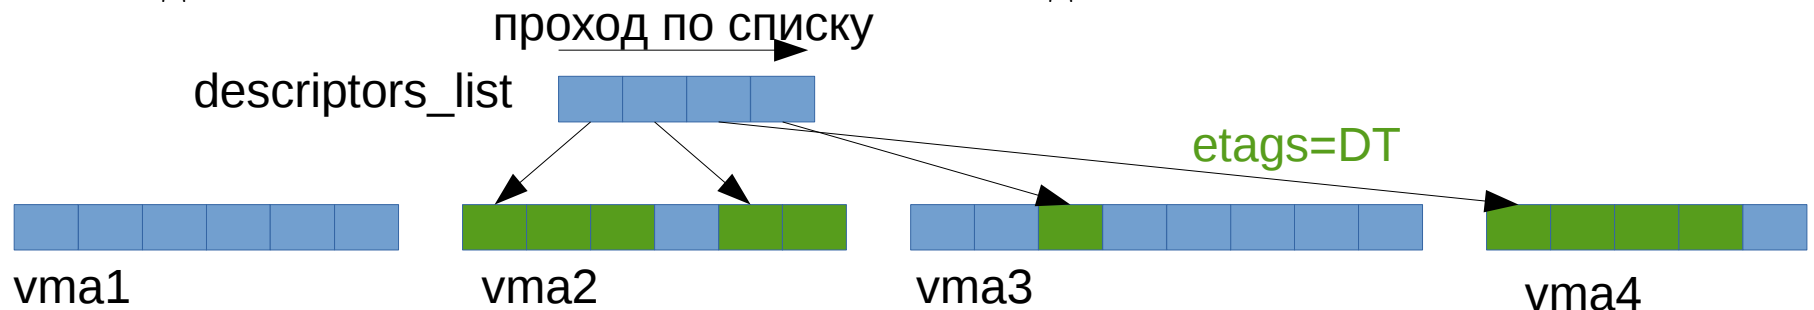 проход по списку
descriptors_list
etags=DT
vma1
vma2
vma3
vma4